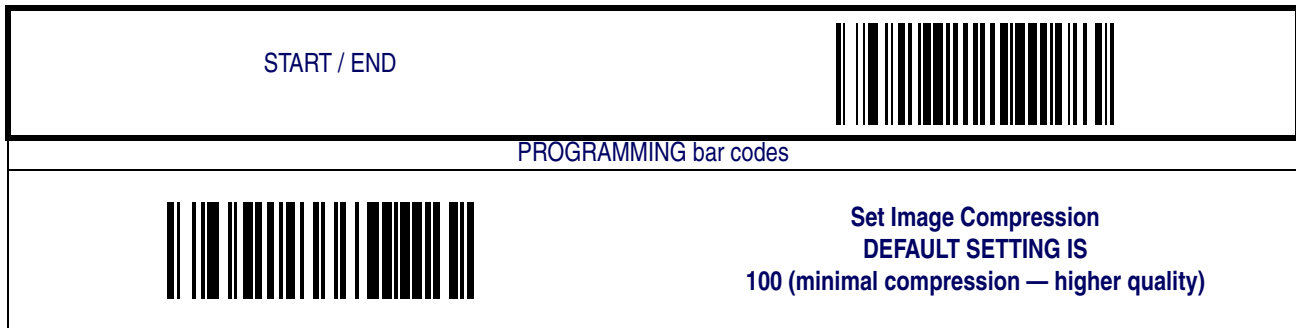 START / END
PROGRAMMING bar codes
Set Image Compression
DEFAULT SETTING IS
100 (minimal compression — higher quality)